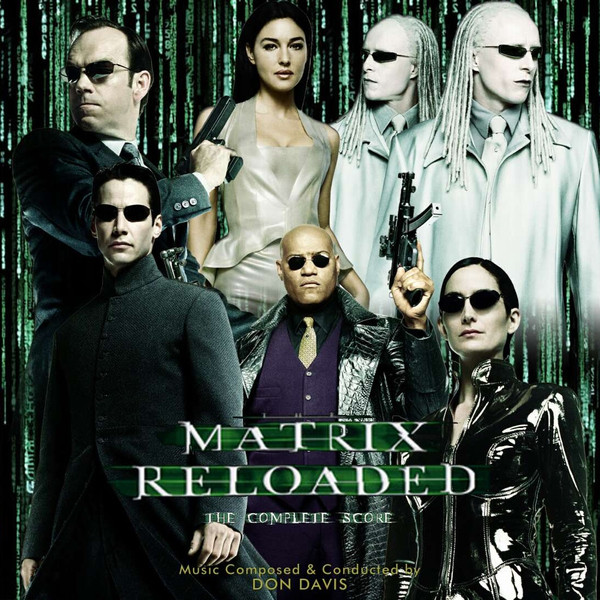 MATRIX
RELOADED
THE COMPLETE SCORE
Music Composed & Conducted by
DON DAVIS